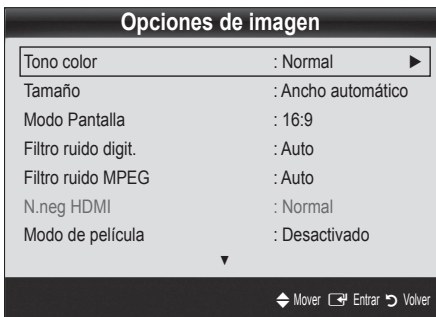 Opciones de imagen
Tono color : Normal ►
Tamaño : Ancho automático
Modo Pantalla : 16:9
Filtro ruido digit. : Auto
Filtro ruido MPEG : Auto
N.neg HDMI : Normal
Modo de película : Desactivado
▼
Mover Entrar Volver